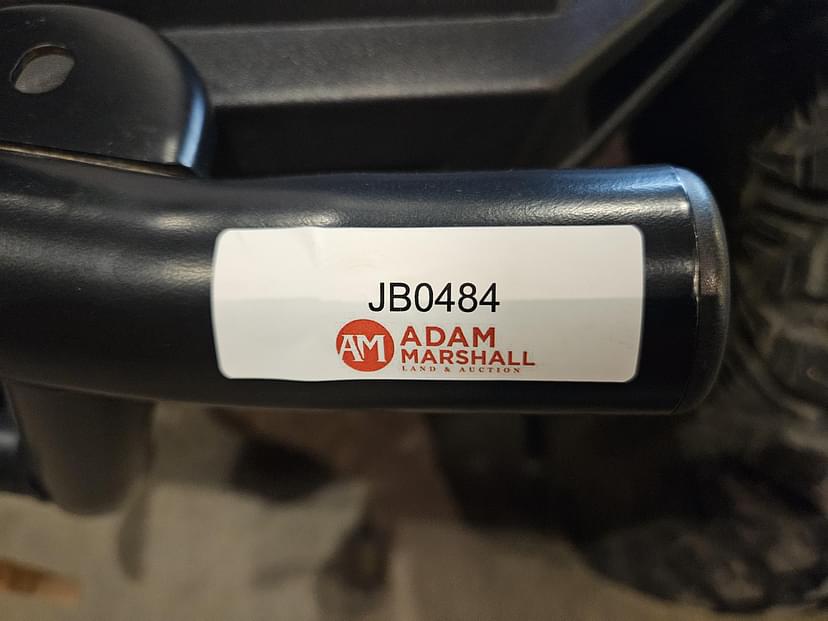 JB0484
AM
ADAM
MARSHALL
LAND & AUCTION